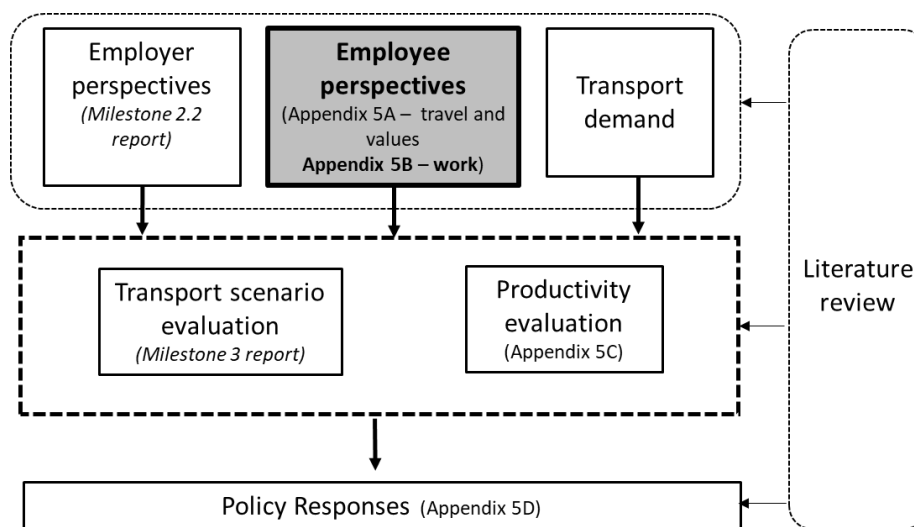 Employer
perspectives
(Milestone 2.2
report)
Employee
perspectives
(Appendix 5A – travel and
values
Appendix 5B – work)
Transport
demand
Transport scenario
evaluation
(Milestone 3 report)
Productivity
evaluation
(Appendix 5C)
Literature
review
Policy Responses (Appendix 5D)